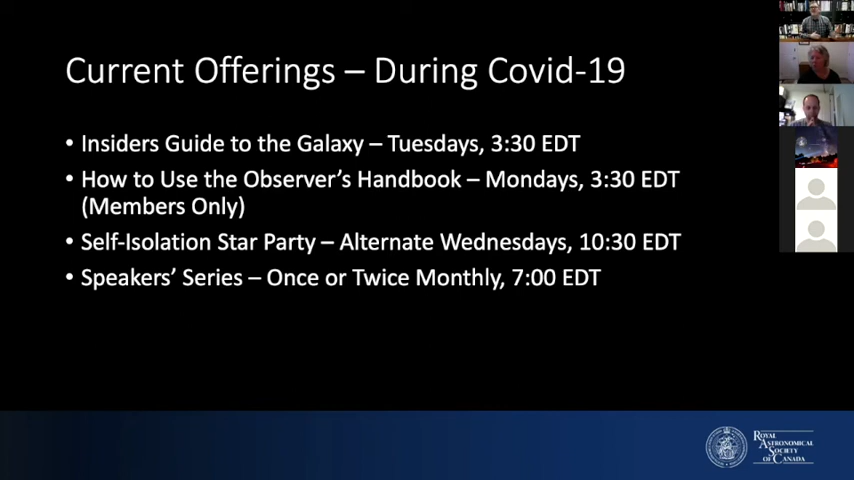 Current Offerings – During Covid-19
• Insiders Guide to the Galaxy – Tuesdays, 3:30 EDT
• How to Use the Observer's Handbook – Mondays, 3:30 EDT
(Members Only)
• Self-Isolation Star Party – Alternate Wednesdays, 10:30 EDT
• Speakers' Series – Once or Twice Monthly, 7:00 EDT
ROYAL
ASTRONOMICAL
SOCIETY
OF CANADA